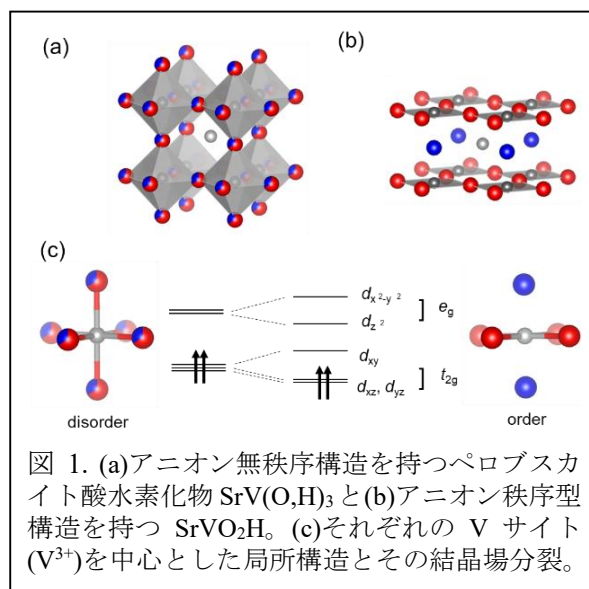 (a)
(b)
(c)
dx²-y²
eg
dz²
dxy
t2g
dxz, dyz
disorder
order
図 1. (a)アニオン無秩序構造を持つペロブスカ
イト酸水素化物 SrV(O,H)₃と(b)アニオン秩序型
構造を持つ SrVO₂H。(c)それぞれの V サイト
(V³⁺)を中心とした局所構造とその結晶場分裂。